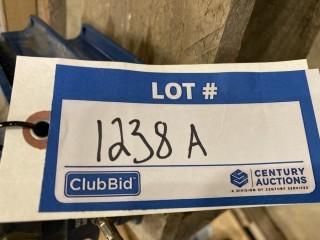 LOT #
1238 A
ClubBid
CENTURY
AUCTIONS
A DIVISION OF CENTURY SERVICES